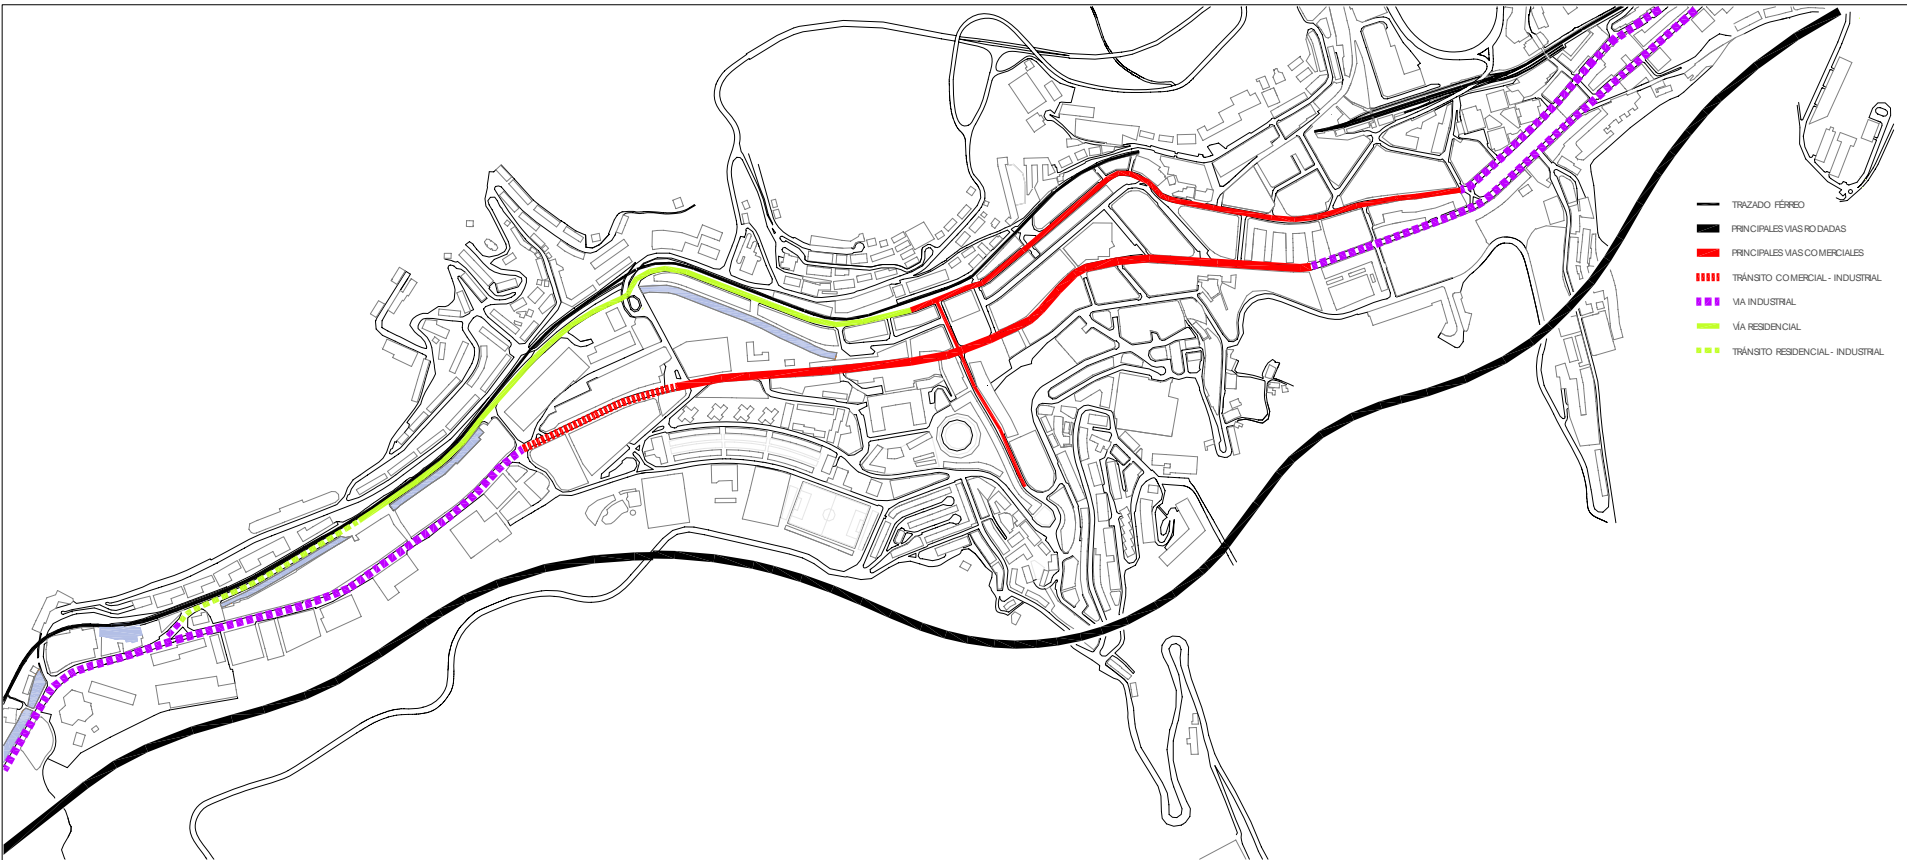 TRAZADO FÉRREO
PRINCIPALES VIAS RODADAS
PRINCIPALES VIAS COMERCIALES
TRÁNSITO COMERCIAL - INDUSTRIAL
VIA INDUSTRIAL
VÍA RESIDENCIAL
TRÁNSITO RESIDENCIAL - INDUSTRIAL